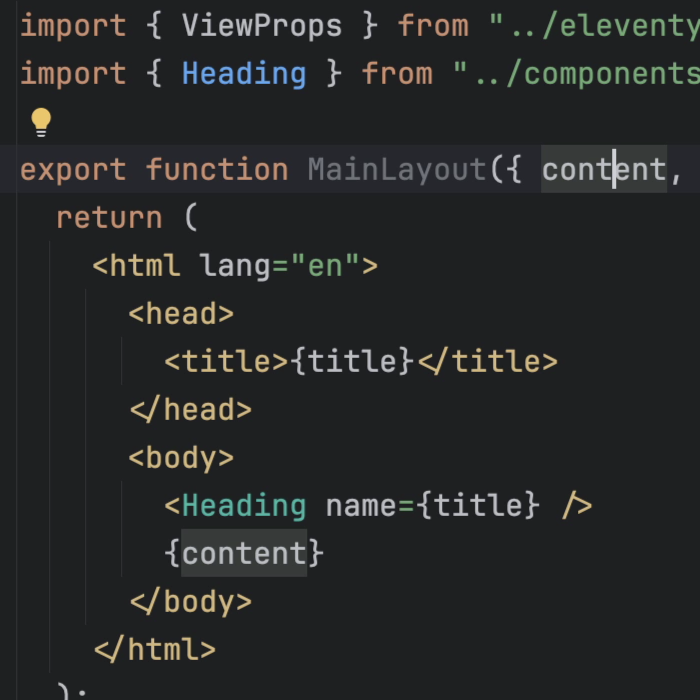 import { ViewProps } from "../eleventy
import { Heading } from "../components
export function MainLayout({ content,
return (
<html lang="en">
<head>
<title>{title}</title>
</head>
<body>
<Heading name={title} />
{content}
</body>
</html>
);